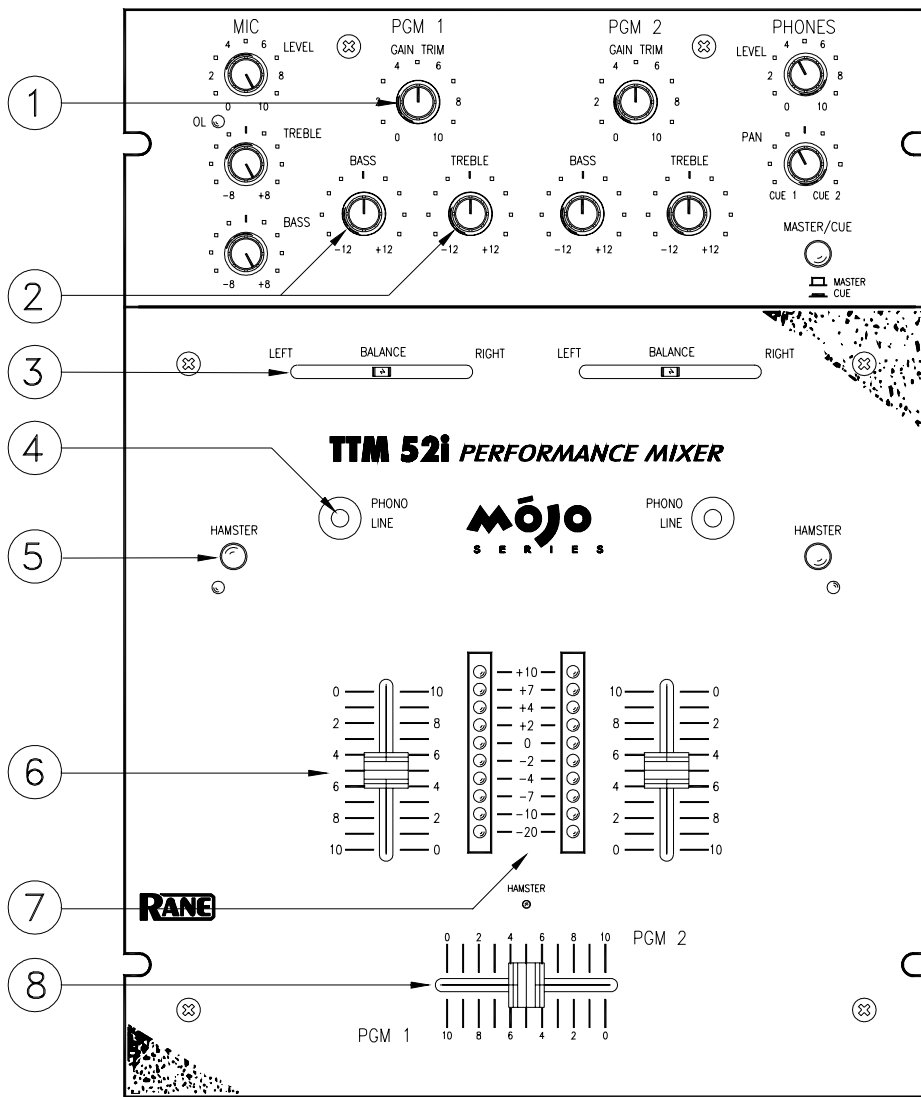 MIC PGM 1 PGM 2 PHONES
4 6 LEVEL GAIN TRIM GAIN TRIM LEVEL 4 6
4 6 4 6
2 8 2 8 2 8 2 8
0 10 0 10 0 10 0 10
1
OL TREBLE PAN
BASS TREBLE BASS TREBLE
-8 +8 CUE 1 CUE 2
BASS MASTER/CUE
-12 +12 -12 +12 -12 +12 -12 +12
-8 +8
2
MASTER
CUE
LEFT BALANCE RIGHT LEFT BALANCE RIGHT
3
TTM 52i PERFORMANCE MIXER
4
PHONO PHONO
LINE LINE
MÓJO
SERIES
HAMSTER HAMSTER
5
0 10 +10 10 0
+7
2 8 +4 8 2
+2
4 6 0 6 4
-2
6
6 4 -4 4 6
-7
8 2 -10 2 8
-20
10 0 0 10
7
HAMSTER
RANE
0 2 4 6 8 10 PGM 2
8
PGM 1 10 8 6 4 2 0